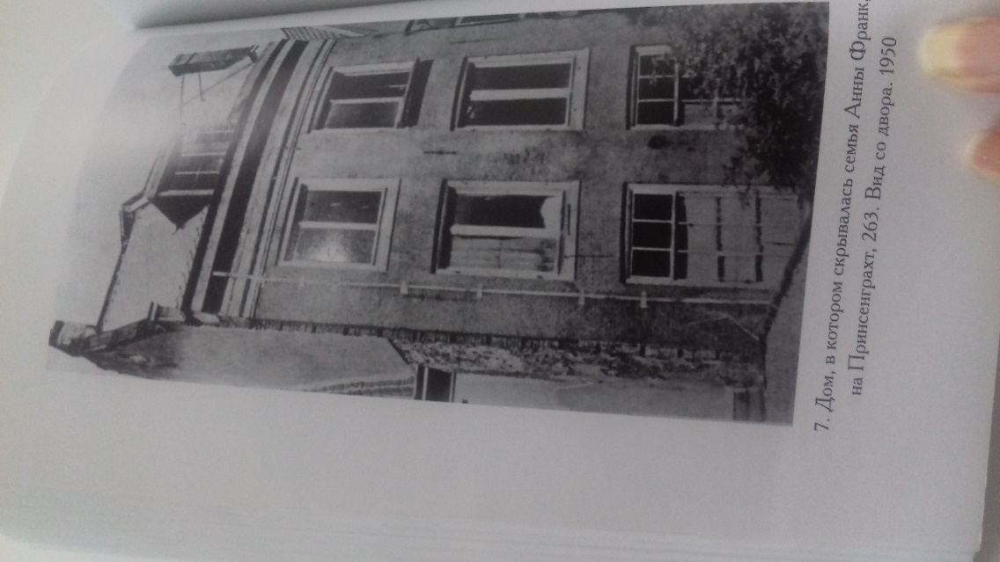 7. Дом, в котором скрывалась семья Анны Франк,
на Принсенграхт, 263. Вид со двора. 1950